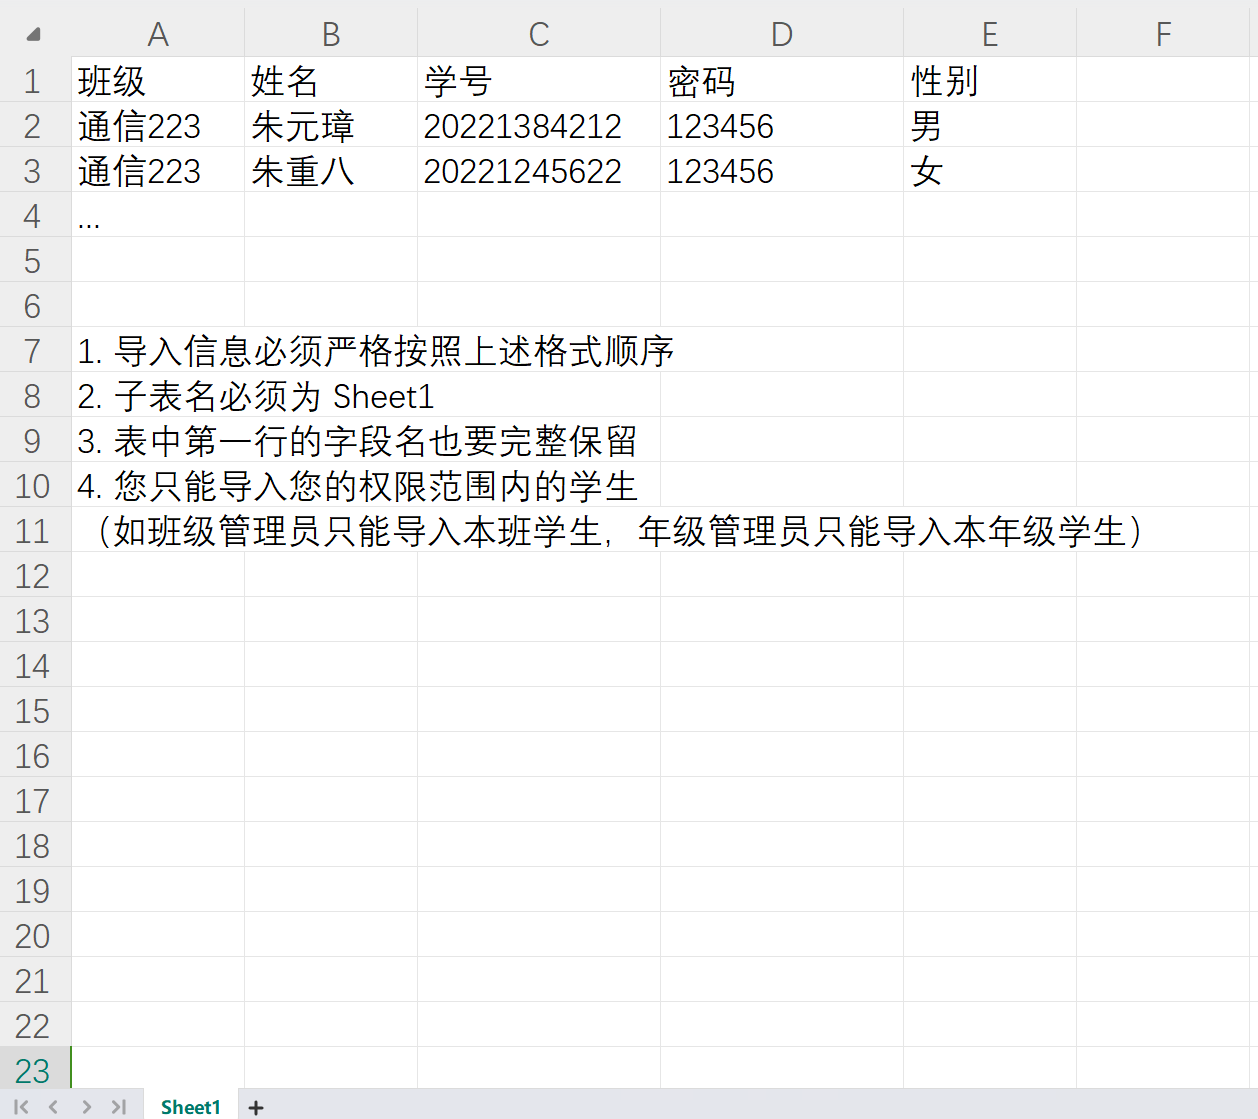 A B C D E F
1 班级 姓名 学号 密码 性别
2 通信223 朱元璋 20221384212 123456 男
3 通信223 朱重八 20221245622 123456 女
4 ...
5
6
7 1. 导入信息必须严格按照上述格式顺序
8 2. 子表名必须为 Sheet1
9 3. 表中第一行的字段名也要完整保留
10 4. 您只能导入您的权限范围内的学生
11 （如班级管理员只能导入本班学生，年级管理员只能导入本年级学生）
12
13
14
15
16
17
18
19
20
21
22
23
Sheet1 +